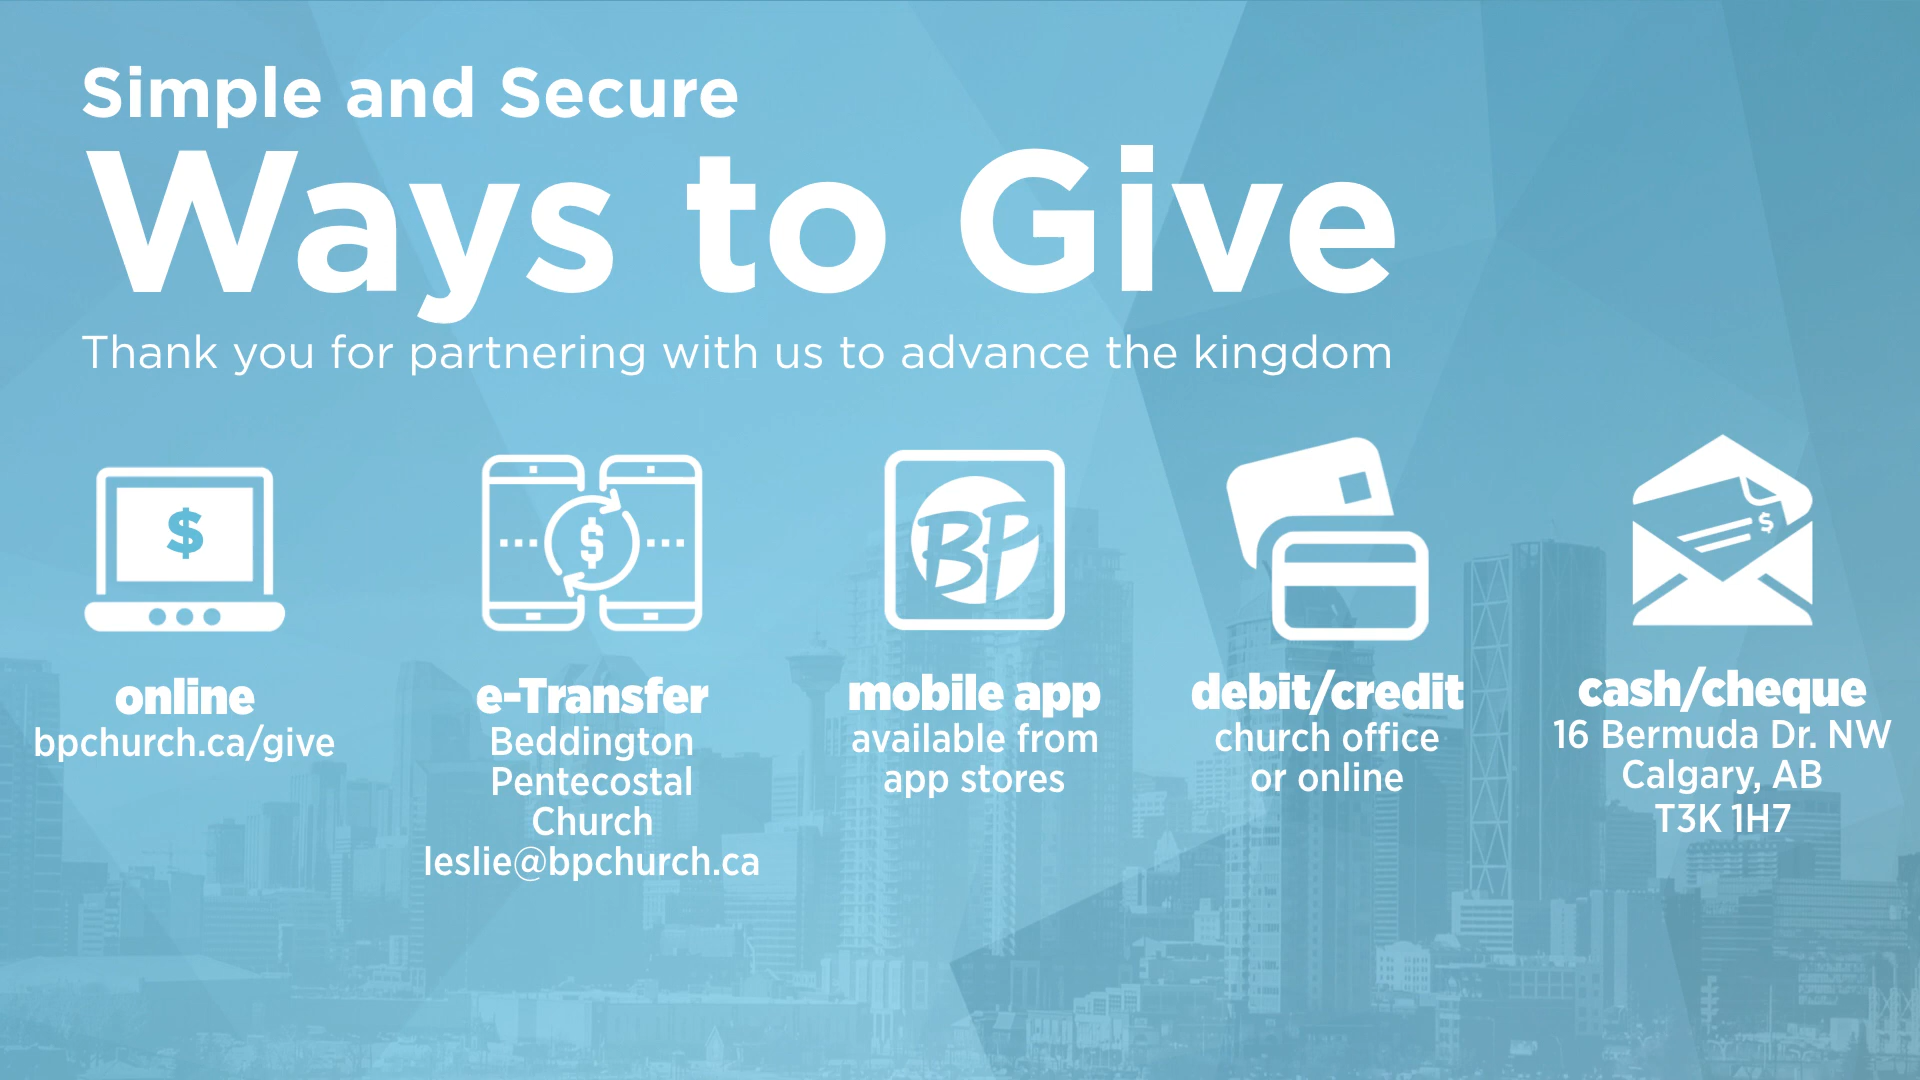 Simple and Secure
Ways to Give
Thank you for partnering with us to advance the kingdom
$
online
bpchurch.ca/give
$
e-Transfer
Beddington
Pentecostal
Church
leslie@bpchurch.ca
BP
mobile app
available from
app stores
debit/credit
church office
or online
$
cash/cheque
16 Bermuda Dr. NW
Calgary, AB
T3K 1H7